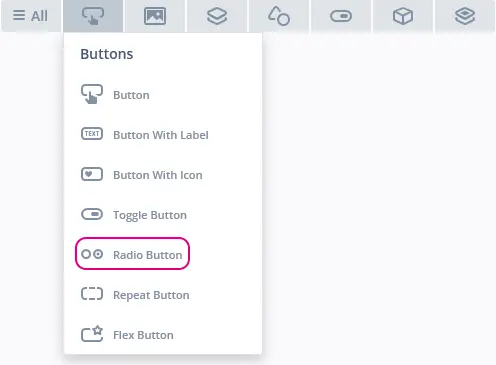 All
Buttons
Button
TEXT Button With Label
Button With Icon
Toggle Button
Radio Button
Repeat Button
Flex Button